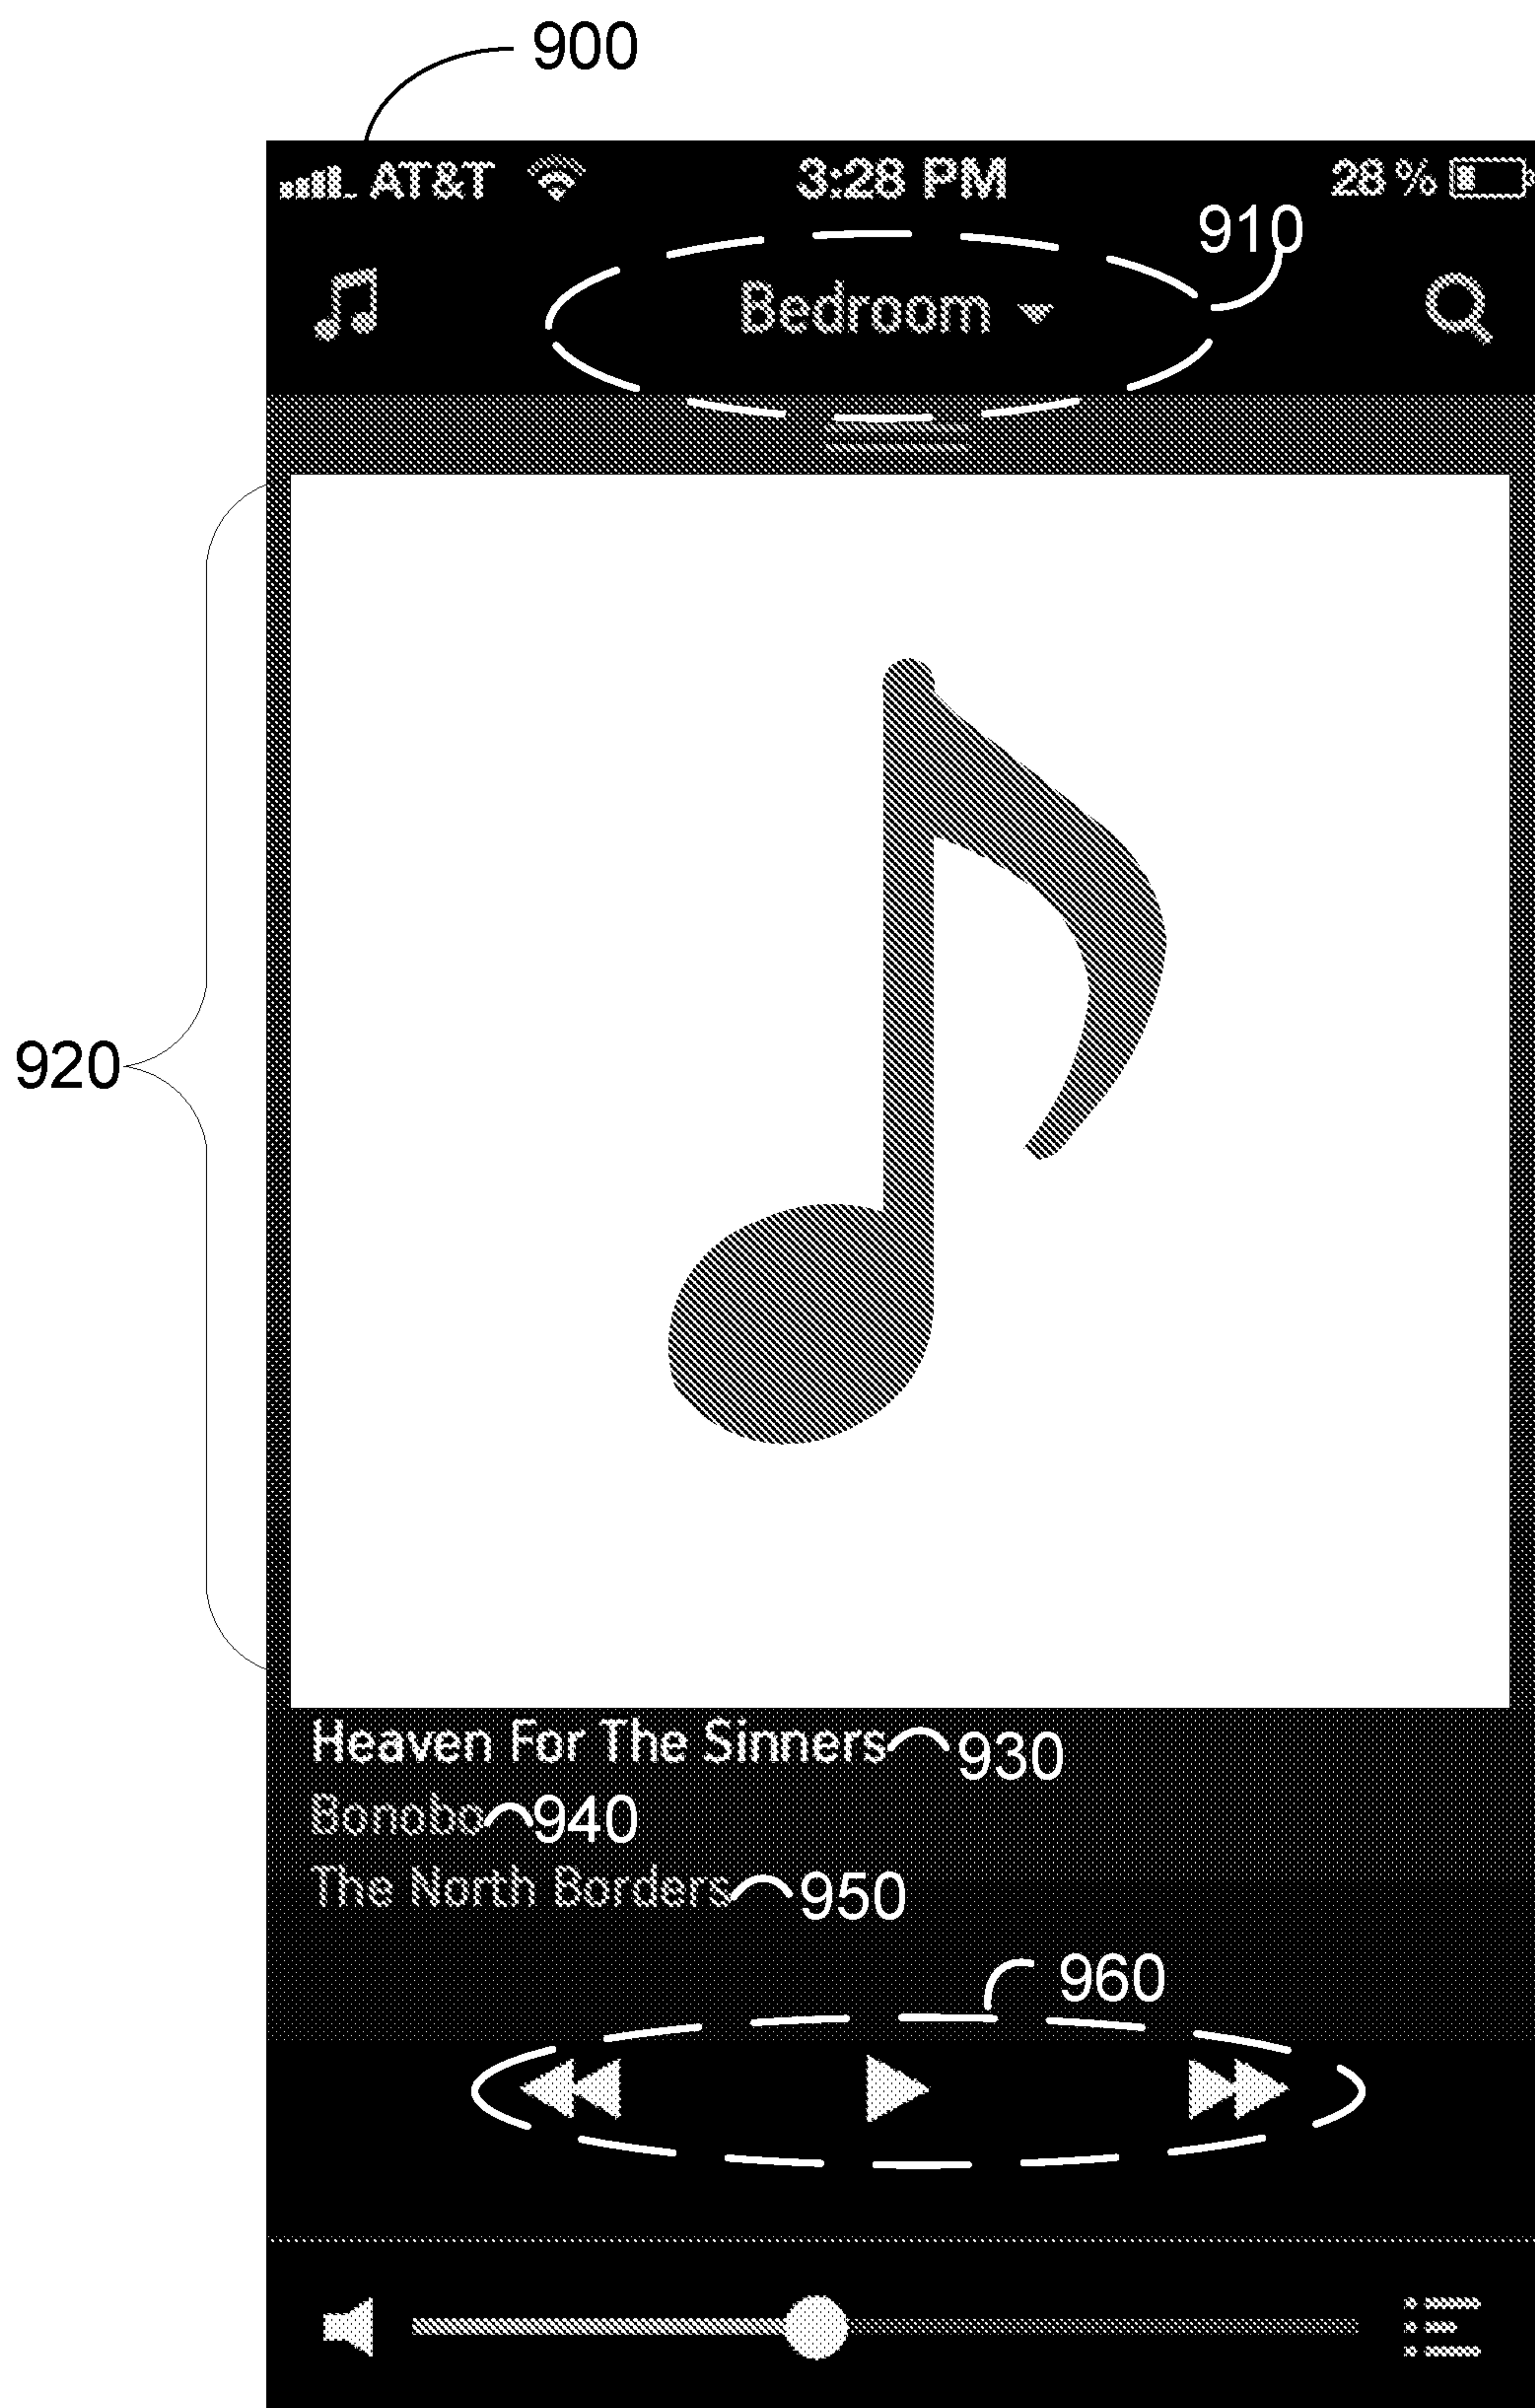 900
AT&T 3:28 PM 28 %
910
Bedroom
920
Heaven For The Sinners 930
Bonobo 940
The North Borders 950
960